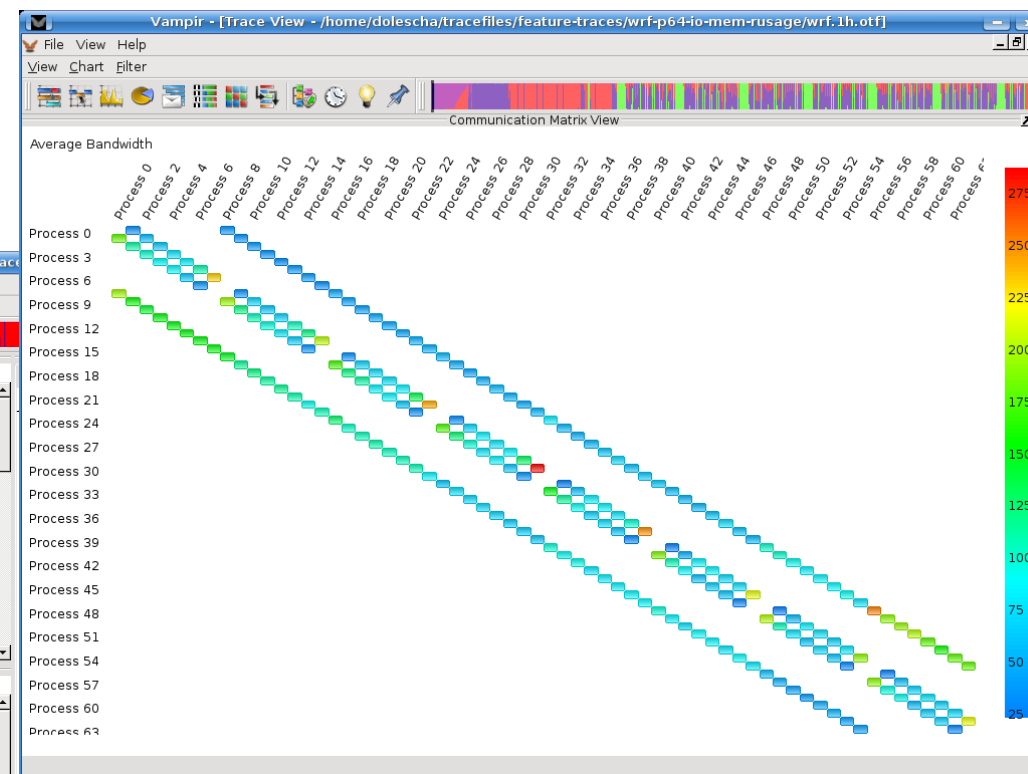 Vampir - [Trace View - /home/dolescha/tracefiles/feature-traces/wrf-p64-io-mem-rusage/wrf.1h.otf]
File View Help
View Chart Filter
Communication Matrix View
Average Bandwidth
Process 0 Process 2 Process 4 Process 6 Process 8 Process 10 Process 12 Process 14 Process 16 Process 18 Process 20 Process 22 Process 24 Process 26 Process 28 Process 30 Process 32 Process 34 Process 36 Process 38 Process 40 Process 42 Process 44 Process 46 Process 48 Process 50 Process 52 Process 54 Process 56 Process 58 Process 60 Process
Process 0
Process 3
Process 6
Process 9
Process 12
Process 15
Process 18
Process 21
Process 24
Process 27
Process 30
Process 33
Process 36
Process 39
Process 42
Process 45
Process 48
Process 51
Process 54
Process 57
Process 60
Process 63
275
250
225
200
175
150
125
100
75
50
25